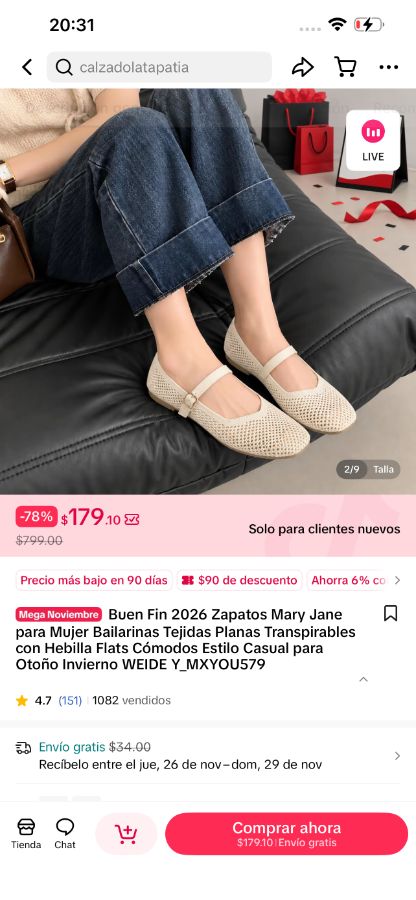 20:31
calzadolatapatia
LIVE
2/9 Talla
-78% $179.10
Solo para clientes nuevos
$799.00
Precio más bajo en 90 días
$90 de descuento
Ahorra 6% co
Mega Noviembre Buen Fin 2026 Zapatos Mary Jane
para Mujer Bailarinas Tejidas Planas Transpirables
con Hebilla Flats Cómodos Estilo Casual para
Otoño Invierno WEIDE Y_MXYOU579
4.7 (151) 1082 vendidos
Envío gratis $34.00
Recíbelo entre el jue, 26 de nov–dom, 29 de nov
Tienda
Chat
Comprar ahora
$179.10 | Envío gratis